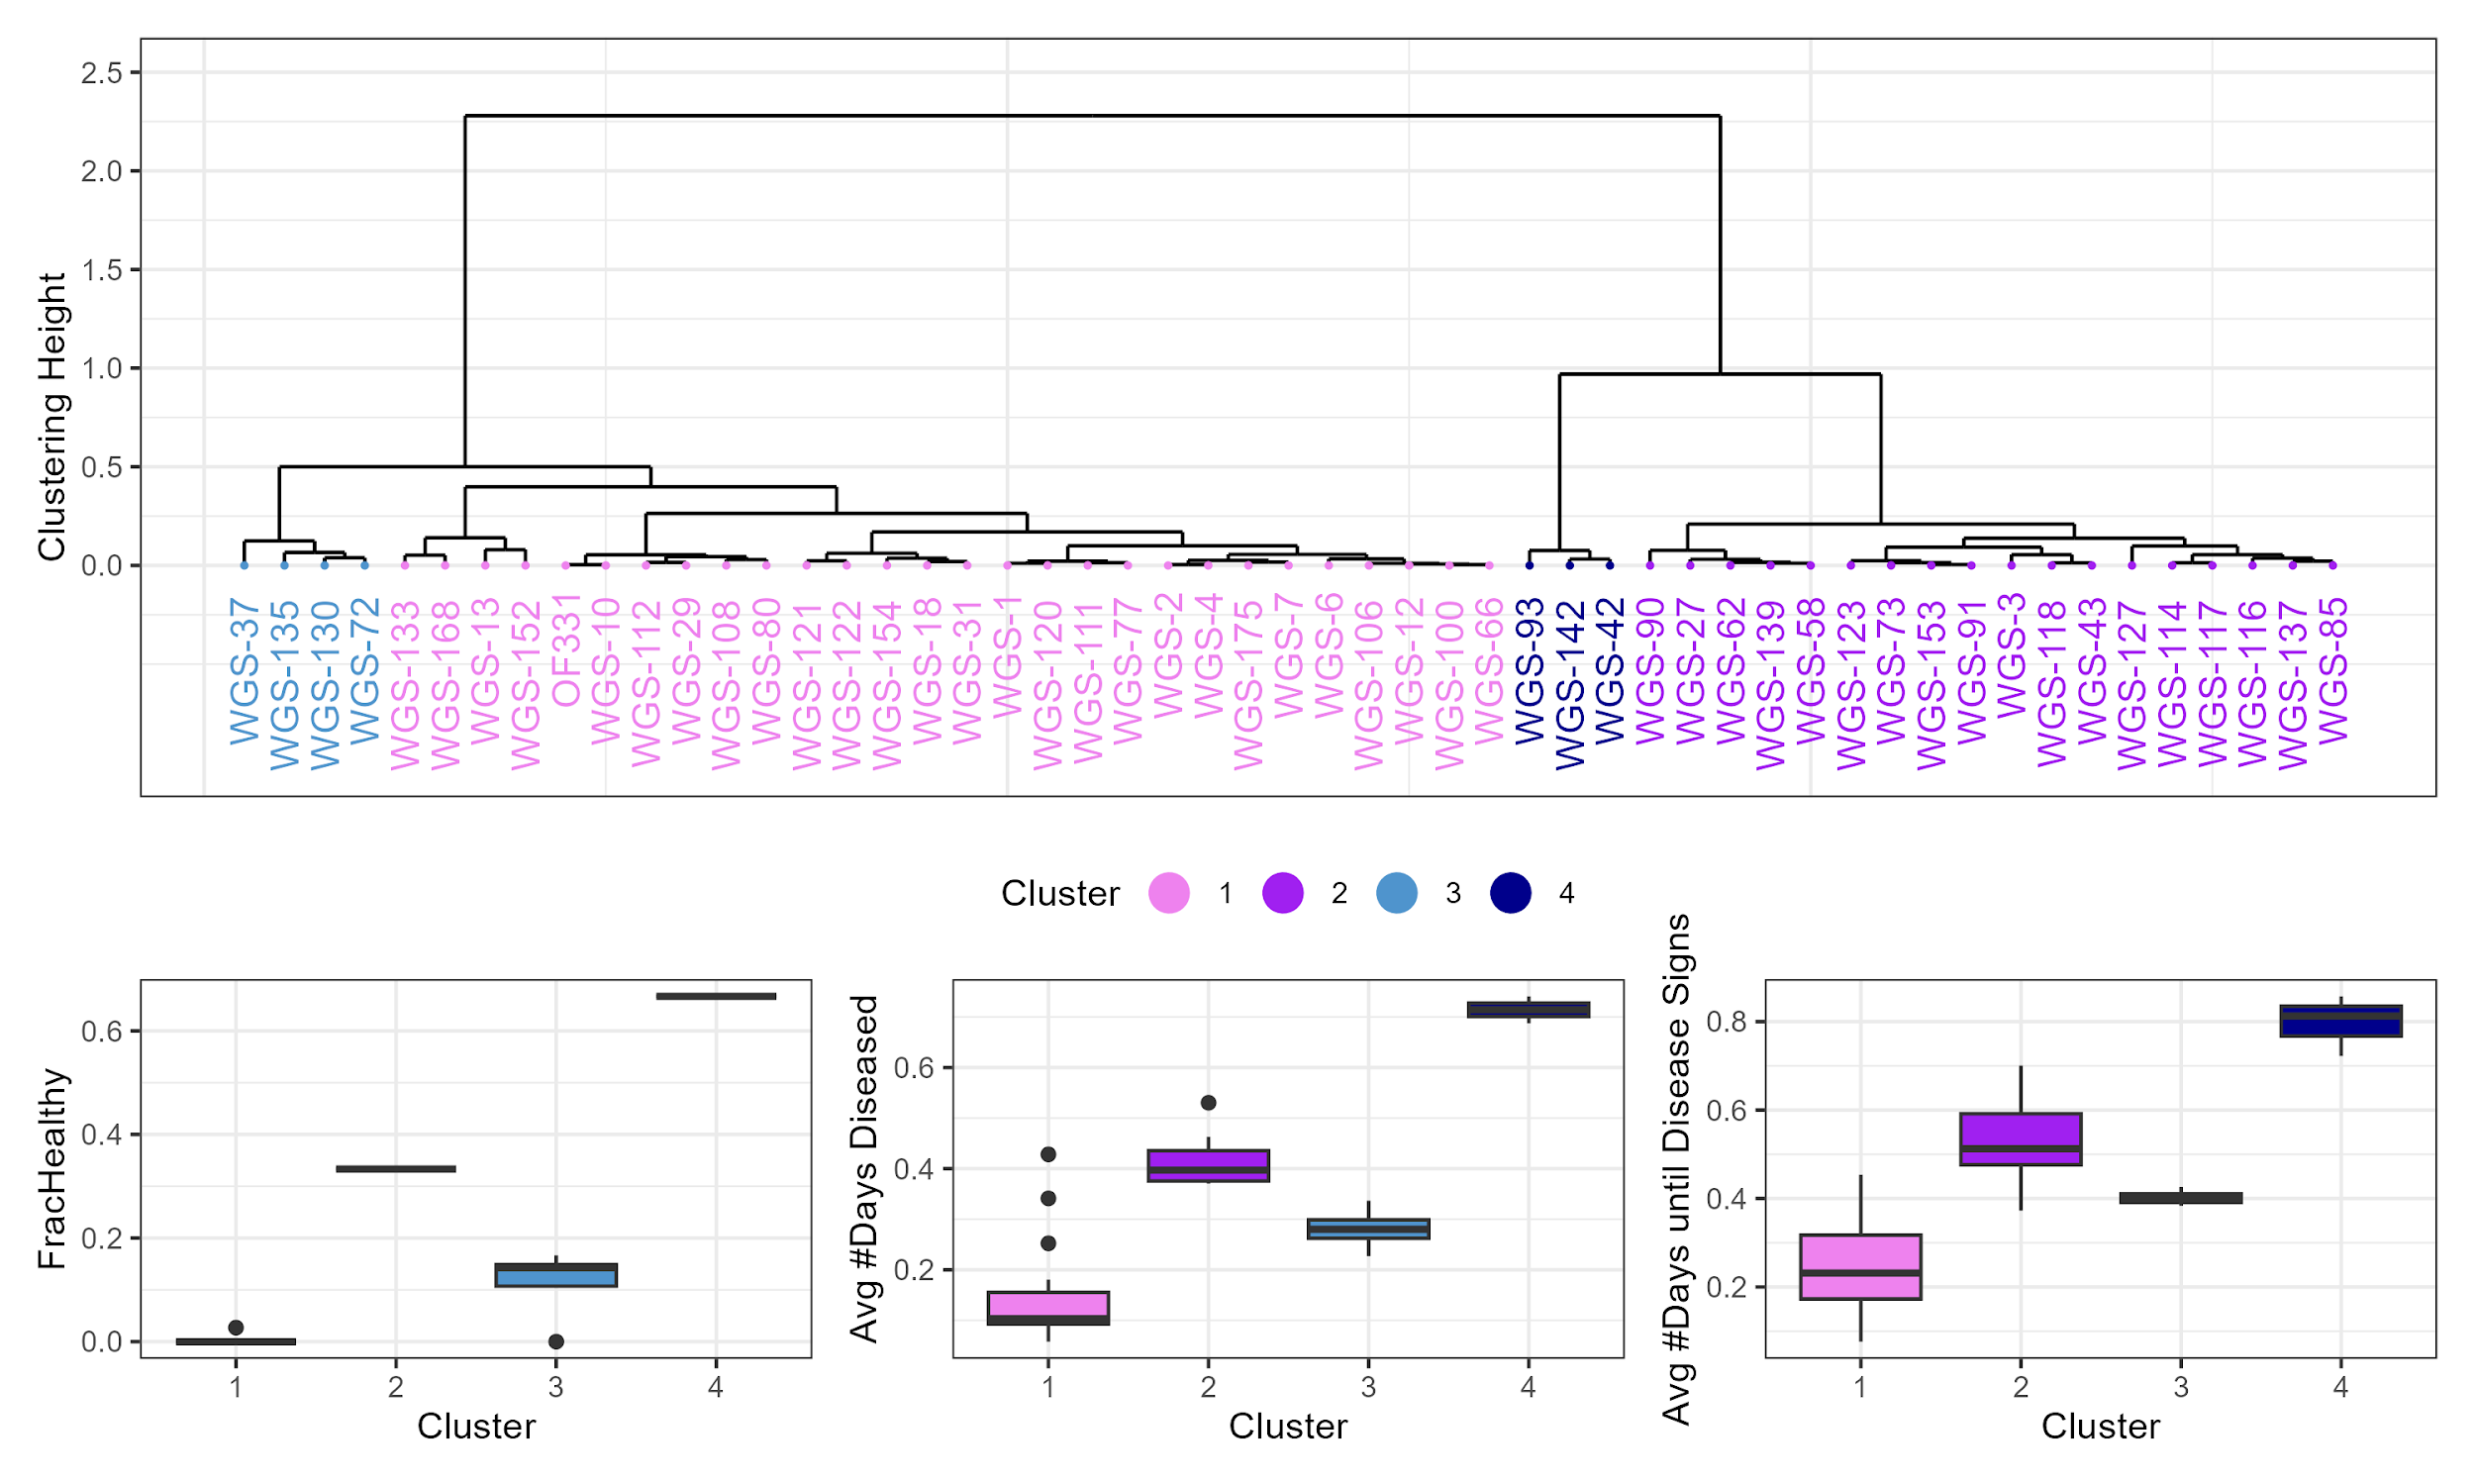 2.5
2.0
1.5
1.0
0.5
0.0
Clustering Height
WGS-37
WGS-135
WGS-130
WGS-72
WGS-133
WGS-168
WGS-13
WGS-152
OF331
WGS-10
WGS-112
WGS-29
WGS-108
WGS-80
WGS-121
WGS-122
WGS-154
WGS-18
WGS-31
WGS-1
WGS-120
WGS-111
WGS-77
WGS-2
WGS-4
WGS-175
WGS-7
WGS-6
WGS-106
WGS-12
WGS-100
WGS-66
WGS-93
WGS-142
WGS-42
WGS-90
WGS-27
WGS-62
WGS-139
WGS-58
WGS-123
WGS-73
WGS-153
WGS-91
WGS-3
WGS-118
WGS-43
WGS-127
WGS-114
WGS-117
WGS-116
WGS-137
WGS-85
Cluster 1 2 3 4
FracHealthy
0.6
0.4
0.2
0.0
1 2 3 4
Cluster
Avg #Days Diseased
0.6
0.4
0.2
1 2 3 4
Cluster
Avg #Days until Disease Signs
0.8
0.6
0.4
0.2
1 2 3 4
Cluster